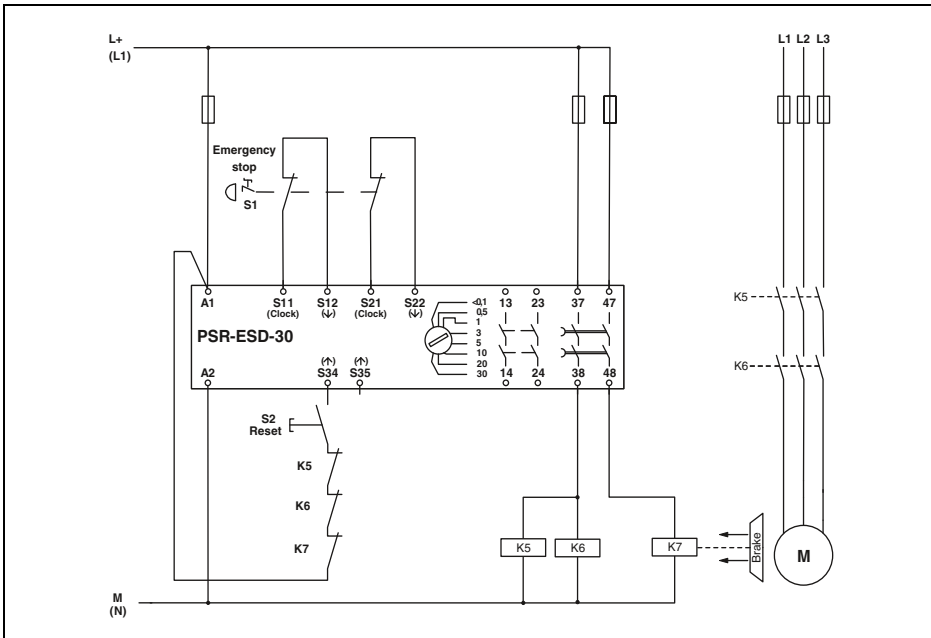 L+
(L1)
L1 L2 L3
Emergency
stop
S1
A1
S11
(Clock)
S12
(↓)
S21
(Clock)
S22
(↓)
<0,1
0,5
1
3
5
10
20
30
13
23
37
47
PSR-ESD-30
A2
(↑)
S34
(↑)
S35
14
24
38
48
K5
K6
S2
Reset
K5
K6
K7
K5
K6
K7
Brake
M
M
(N)